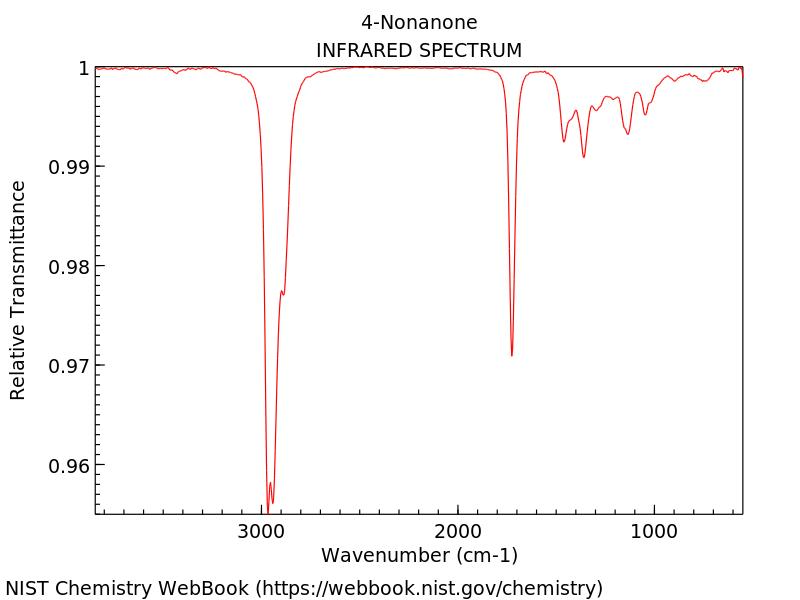 4-Nonanone
INFRARED SPECTRUM
1
0.99
0.98
0.97
0.96
Relative Transmittance
3000 2000 1000
Wavenumber (cm-1)
NIST Chemistry WebBook (https://webbook.nist.gov/chemistry)